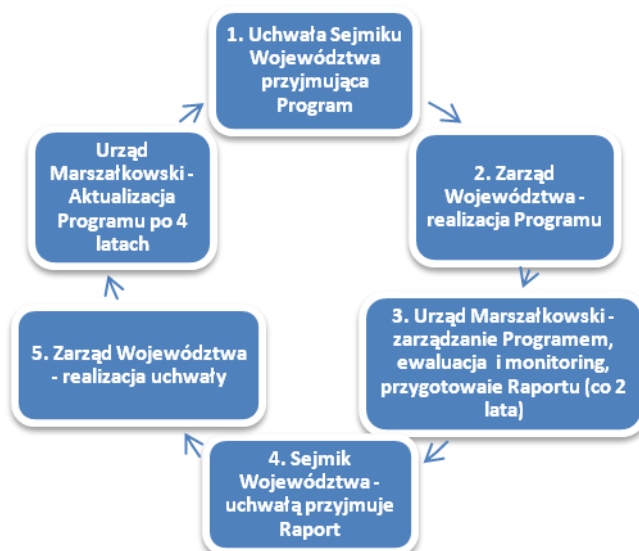 1. Uchwała Sejmiku
Województwa
przyjmująca
Program
2. Zarząd
Województwa -
realizacja Programu
3. Urząd Marszałkowski -
zarządzanie Programem,
ewaluacja i monitoring,
przygotowaie Raportu (co 2
lata)
4. Sejmik
Województwa -
uchwałą przyjmuje
Raport
5. Zarząd Województwa
- realizacja uchwały
Urząd
Marszałkowski -
Aktualizacja
Programu po 4
latach